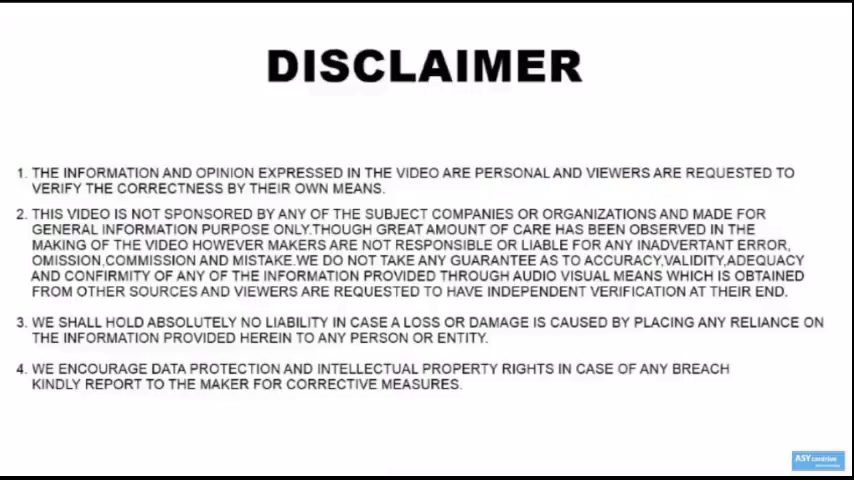 DISCLAIMER
1. THE INFORMATION AND OPINION EXPRESSED IN THE VIDEO ARE PERSONAL AND VIEWERS ARE REQUESTED TO
VERIFY THE CORRECTNESS BY THEIR OWN MEANS.
2. THIS VIDEO IS NOT SPONSORED BY ANY OF THE SUBJECT COMPANIES OR ORGANIZATIONS AND MADE FOR
GENERAL INFORMATION PURPOSE ONLY.THOUGH GREAT AMOUNT OF CARE HAS BEEN OBSERVED IN THE
MAKING OF THE VIDEO HOWEVER MAKERS ARE NOT RESPONSIBLE OR LIABLE FOR ANY INADVERTANT ERROR,
OMISSION,COMMISSION AND MISTAKE.WE DO NOT TAKE ANY GUARANTEE AS TO ACCURACY,VALIDITY,ADEQUACY
AND CONFIRMITY OF ANY OF THE INFORMATION PROVIDED THROUGH AUDIO VISUAL MEANS WHICH IS OBTAINED
FROM OTHER SOURCES AND VIEWERS ARE REQUESTED TO HAVE INDEPENDENT VERIFICATION AT THEIR END.
3. WE SHALL HOLD ABSOLUTELY NO LIABILITY IN CASE A LOSS OR DAMAGE IS CAUSED BY PLACING ANY RELIANCE ON
THE INFORMATION PROVIDED HEREIN TO ANY PERSON OR ENTITY.
4. WE ENCOURAGE DATA PROTECTION AND INTELLECTUAL PROPERTY RIGHTS IN CASE OF ANY BREACH
KINDLY REPORT TO THE MAKER FOR CORRECTIVE MEASURES.
ASY